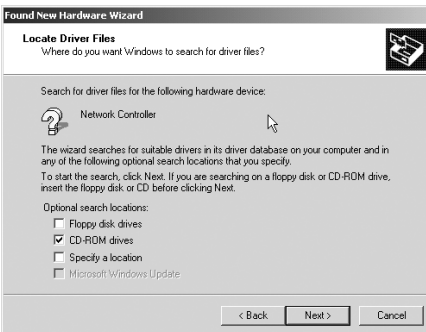 Found New Hardware Wizard
Locate Driver Files
Where do you want Windows to search for driver files?
Search for driver files for the following hardware device:
Network Controller
The wizard searches for suitable drivers in its driver database on your computer and in
any of the following optional search locations that you specify.
To start the search, click Next. If you are searching on a floppy disk or CD-ROM drive,
insert the floppy disk or CD before clicking Next.
Optional search locations:
Floppy disk drives
CD-ROM drives
Specify a location
Microsoft Windows Update
< Back Next > Cancel